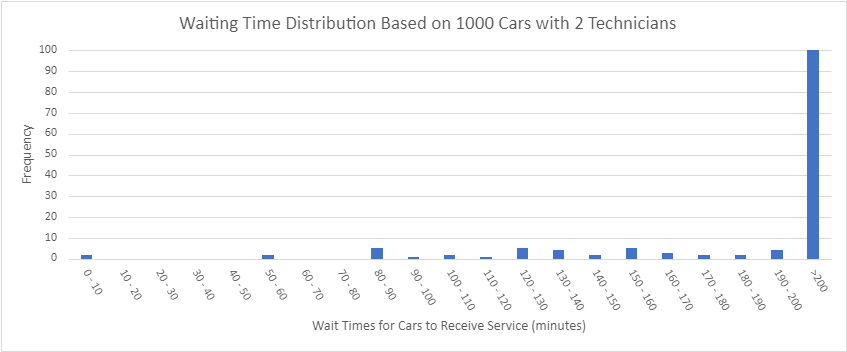 Waiting Time Distribution Based on 1000 Cars with 2 Technicians
Frequency
100
90
80
70
60
50
40
30
20
10
0
0 - 10
10 - 20
20 - 30
30 - 40
40 - 50
50 - 60
60 - 70
70 - 80
80 - 90
90 - 100
100 - 110
110 - 120
120 - 130
130 - 140
140 - 150
150 - 160
160 - 170
170 - 180
180 - 190
190 - 200
>200
Wait Times for Cars to Receive Service (minutes)